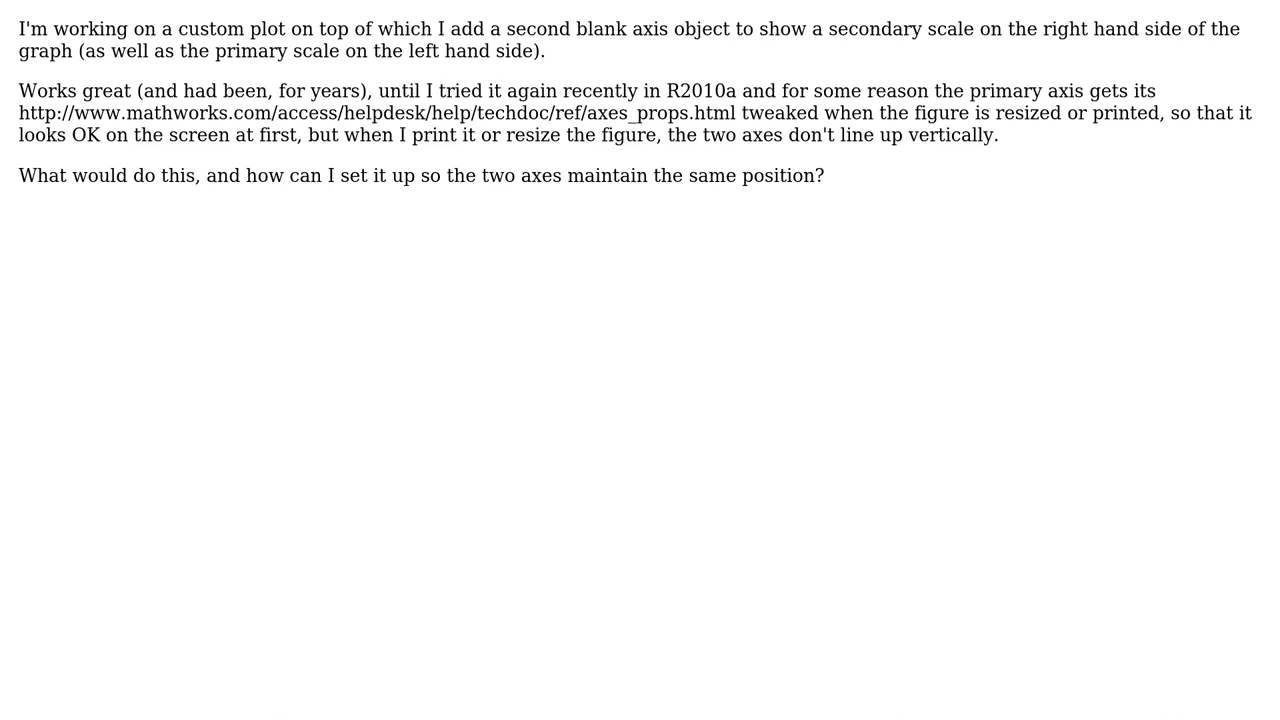 I'm working on a custom plot on top of which I add a second blank axis object to show a secondary scale on the right hand side of the
graph (as well as the primary scale on the left hand side).
Works great (and had been, for years), until I tried it again recently in R2010a and for some reason the primary axis gets its
http://www.mathworks.com/access/helpdesk/help/techdoc/ref/axes_props.html tweaked when the figure is resized or printed, so that it
looks OK on the screen at first, but when I print it or resize the figure, the two axes don't line up vertically.
What would do this, and how can I set it up so the two axes maintain the same position?